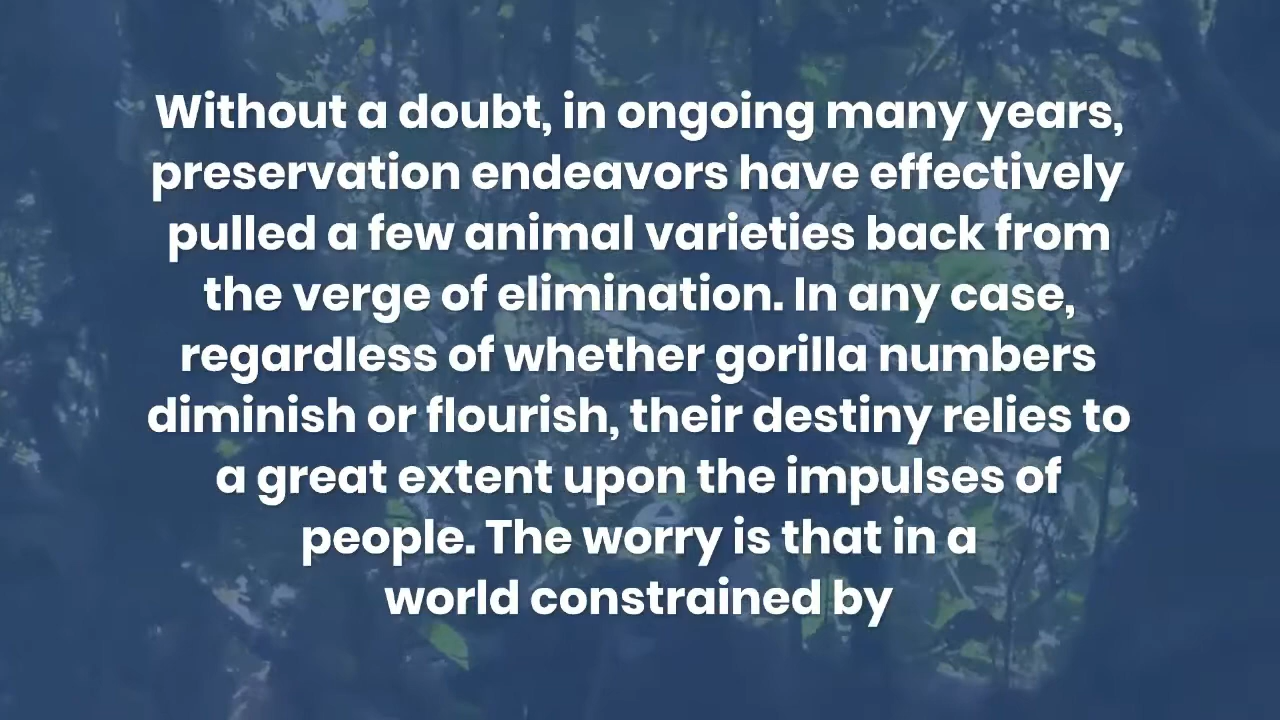 Without a doubt, in ongoing many years,
preservation endeavors have effectively
pulled a few animal varieties back from
the verge of elimination. In any case,
regardless of whether gorilla numbers
diminish or flourish, their destiny relies to
a great extent upon the impulses of
people. The worry is that in a
world constrained by